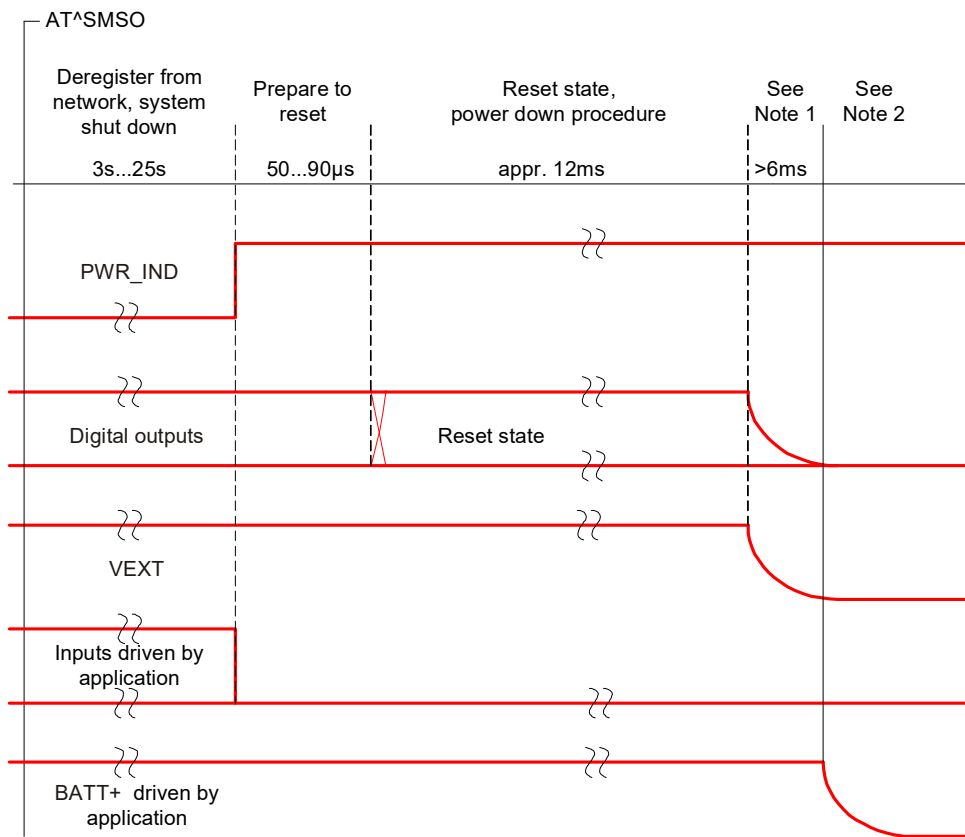 AT^SMSO
Deregister from
network, system
shut down
Prepare to
reset
Reset state,
power down procedure
See
Note 1
See
Note 2
3s...25s
50...90µs
appr. 12ms
>6ms
PWR_IND
Digital outputs
Reset state
VEXT
Inputs driven by
application
BATT+ driven by
application